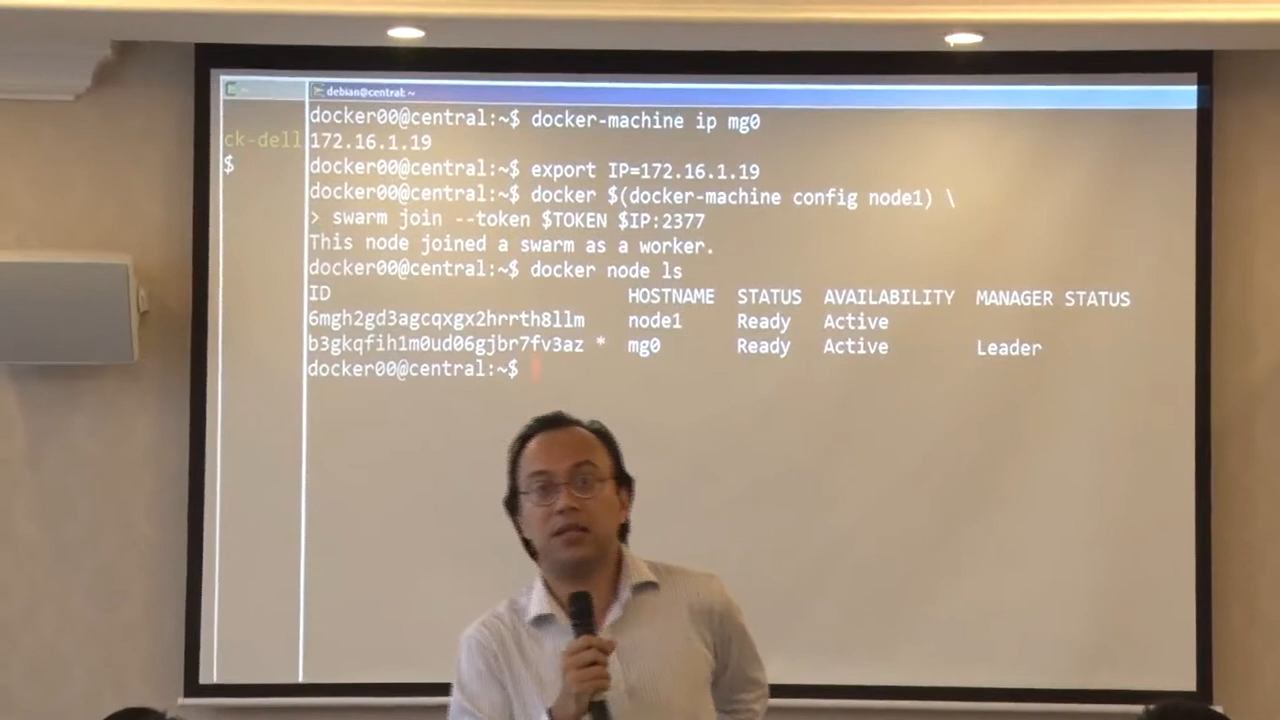 debian@central: ~
docker00@central:~$ docker-machine ip mg0
ck-dell
172.16.1.19
$
docker00@central:~$ export IP=172.16.1.19
docker00@central:~$ docker $(docker-machine config node1) \
> swarm join --token $TOKEN $IP:2377
This node joined a swarm as a worker.
docker00@central:~$ docker node ls
ID HOSTNAME STATUS AVAILABILITY MANAGER STATUS
6mgh2gd3agcqxgx2hrrth8llm node1 Ready Active
b3gkqfih1m0ud06gjbr7fv3az * mg0 Ready Active Leader
docker00@central:~$